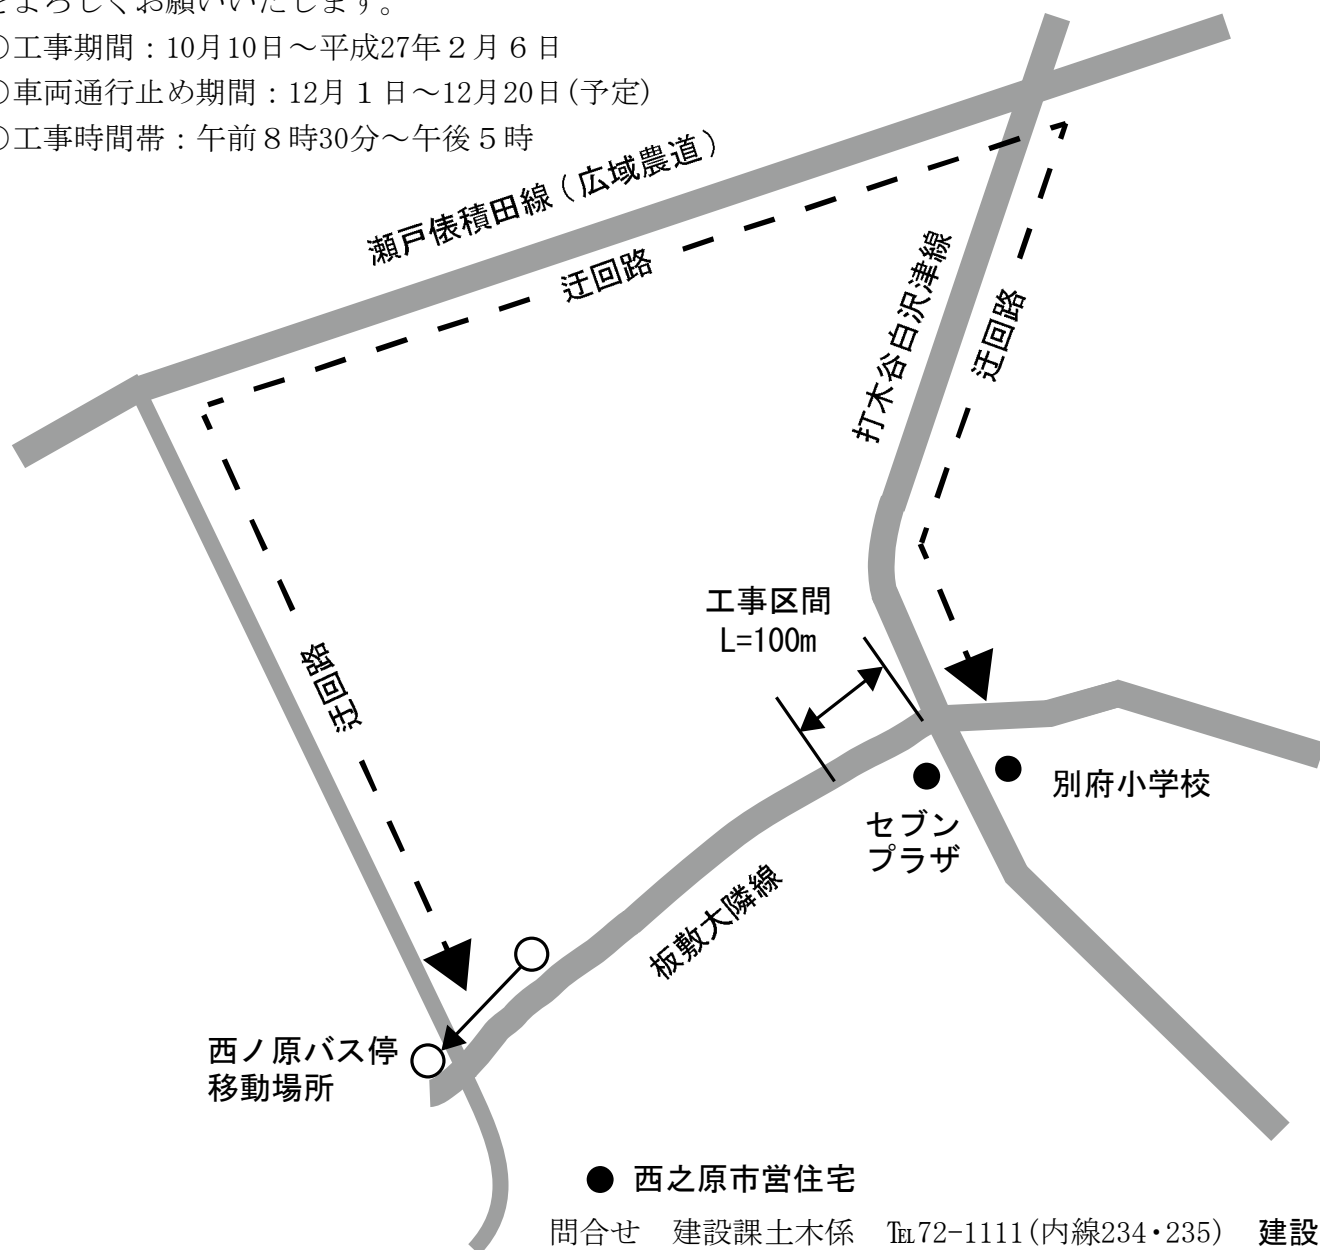 をよろしくお願いいたします。
○工事期間：10月10日～平成27年２月６日
○車両通行止め期間：12月１日～12月20日(予定)
○工事時間帯：午前８時30分～午後５時
瀬戸俵積田線（広域農道）
迂回路
打木谷白沢津線
迂回路
工事区間
L=100m
迂回路
別府小学校
セブン
プラザ
板敷大隣線
西ノ原バス停
移動場所
西之原市営住宅
問合せ　建設課土木係　℡72-1111(内線234・235)　建設